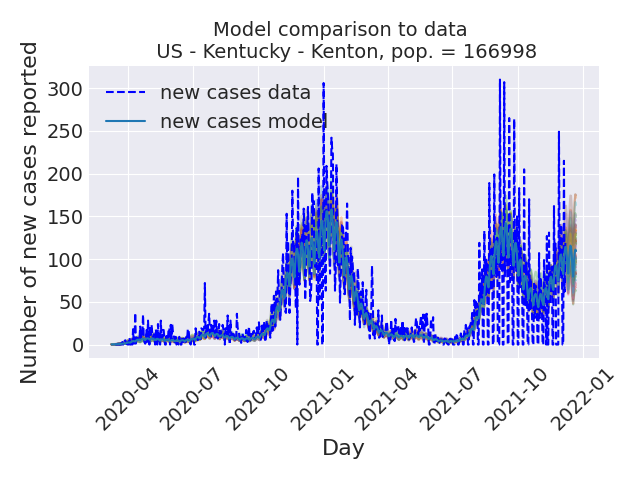 Model comparison to data
US - Kentucky - Kenton, pop. = 166998
Number of new cases reported
300
250
200
150
100
50
0
new cases data
new cases model
2020-04
2020-07
2020-10
2021-01
2021-04
2021-07
2021-10
2022-01
Day